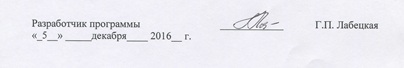 Разработчик программы Г.П. Лабецкая
«_5__» _____декабря____ 2016__ г.